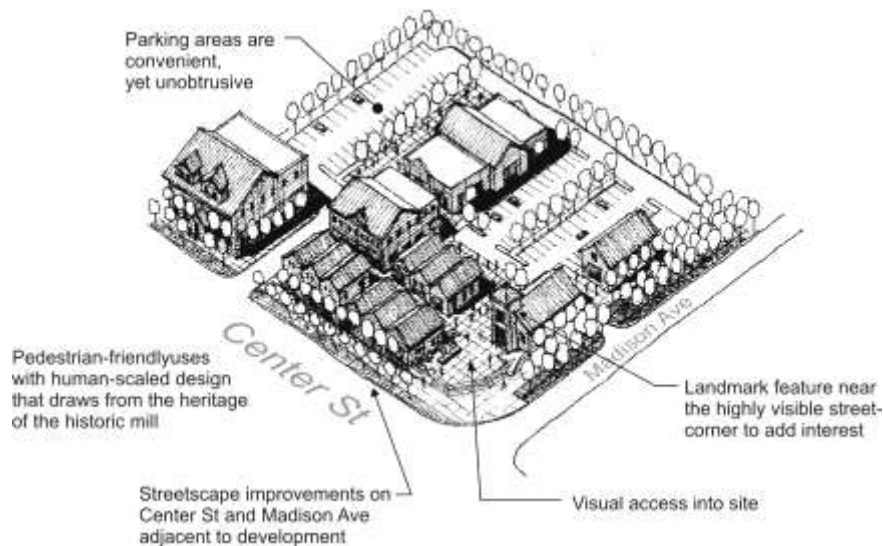 Parking areas are
convenient,
yet unobtrusive
Center St
Madison Ave
Pedestrian-friendlyuses
with human-scaled design
that draws from the heritage
of the historic mill
Landmark feature near
the highly visible street-
corner to add interest
Streetscape improvements on
Center St and Madison Ave
adjacent to development
Visual access into site